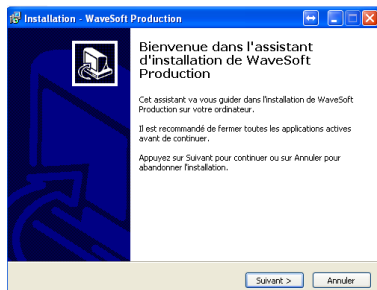 Installation - WaveSoft Production
Bienvenue dans l'assistant
d'installation de WaveSoft
Production
Cet assistant va vous guider dans l'installation de WaveSoft
Production sur votre ordinateur.
Il est recommandé de fermer toutes les applications actives
avant de continuer.
Appuyez sur Suivant pour continuer ou sur Annuler pour
abandonner l'installation.
Suivant >
Annuler